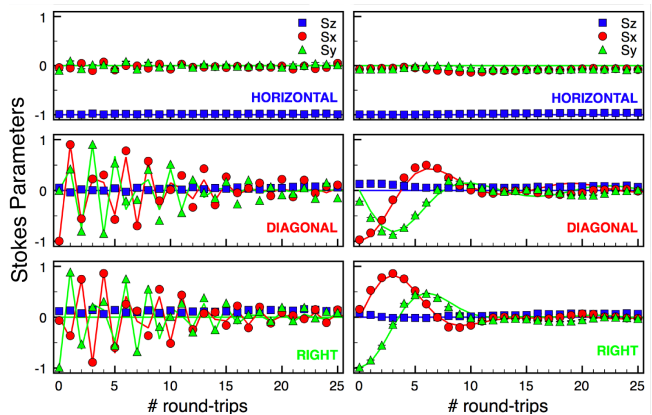 1
0
-1
Sz
Sx
Sy
HORIZONTAL
Sz
Sx
Sy
HORIZONTAL
1
0
-1
DIAGONAL
DIAGONAL
1
0
-1
RIGHT
RIGHT
Stokes Parameters
0 5 10 15 20 25
0 5 10 15 20 25
# round-trips
# round-trips